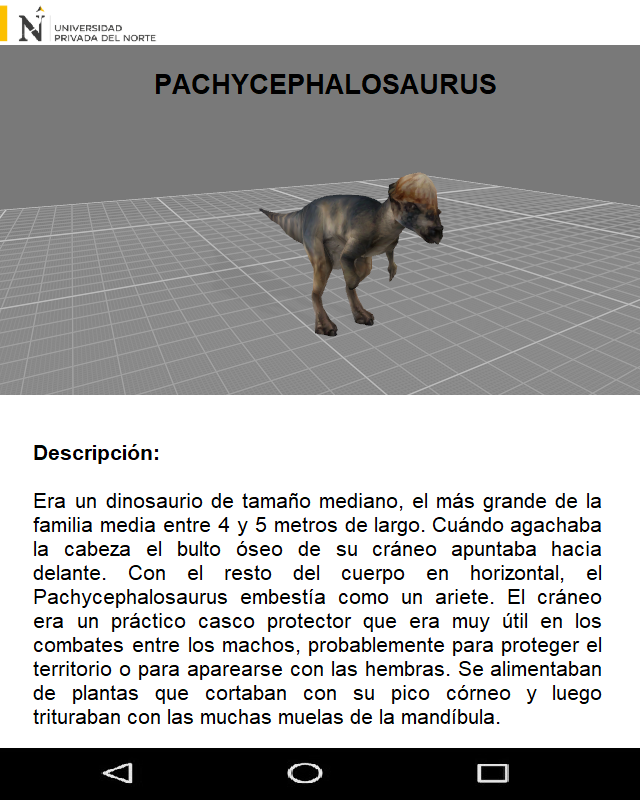 UNIVERSIDAD
PRIVADA DEL NORTE
PACHYCEPHALOSAURUS
Descripción:
Era un dinosaurio de tamaño mediano, el más grande de la
familia media entre 4 y 5 metros de largo. Cuándo agachaba
la cabeza el bulto óseo de su cráneo apuntaba hacia
delante. Con el resto del cuerpo en horizontal, el
Pachycephalosaurus embestía como un ariete. El cráneo
era un práctico casco protector que era muy útil en los
combates entre los machos, probablemente para proteger el
territorio o para aparearse con las hembras. Se alimentaban
de plantas que cortaban con su pico córneo y luego
trituraban con las muchas muelas de la mandíbula.